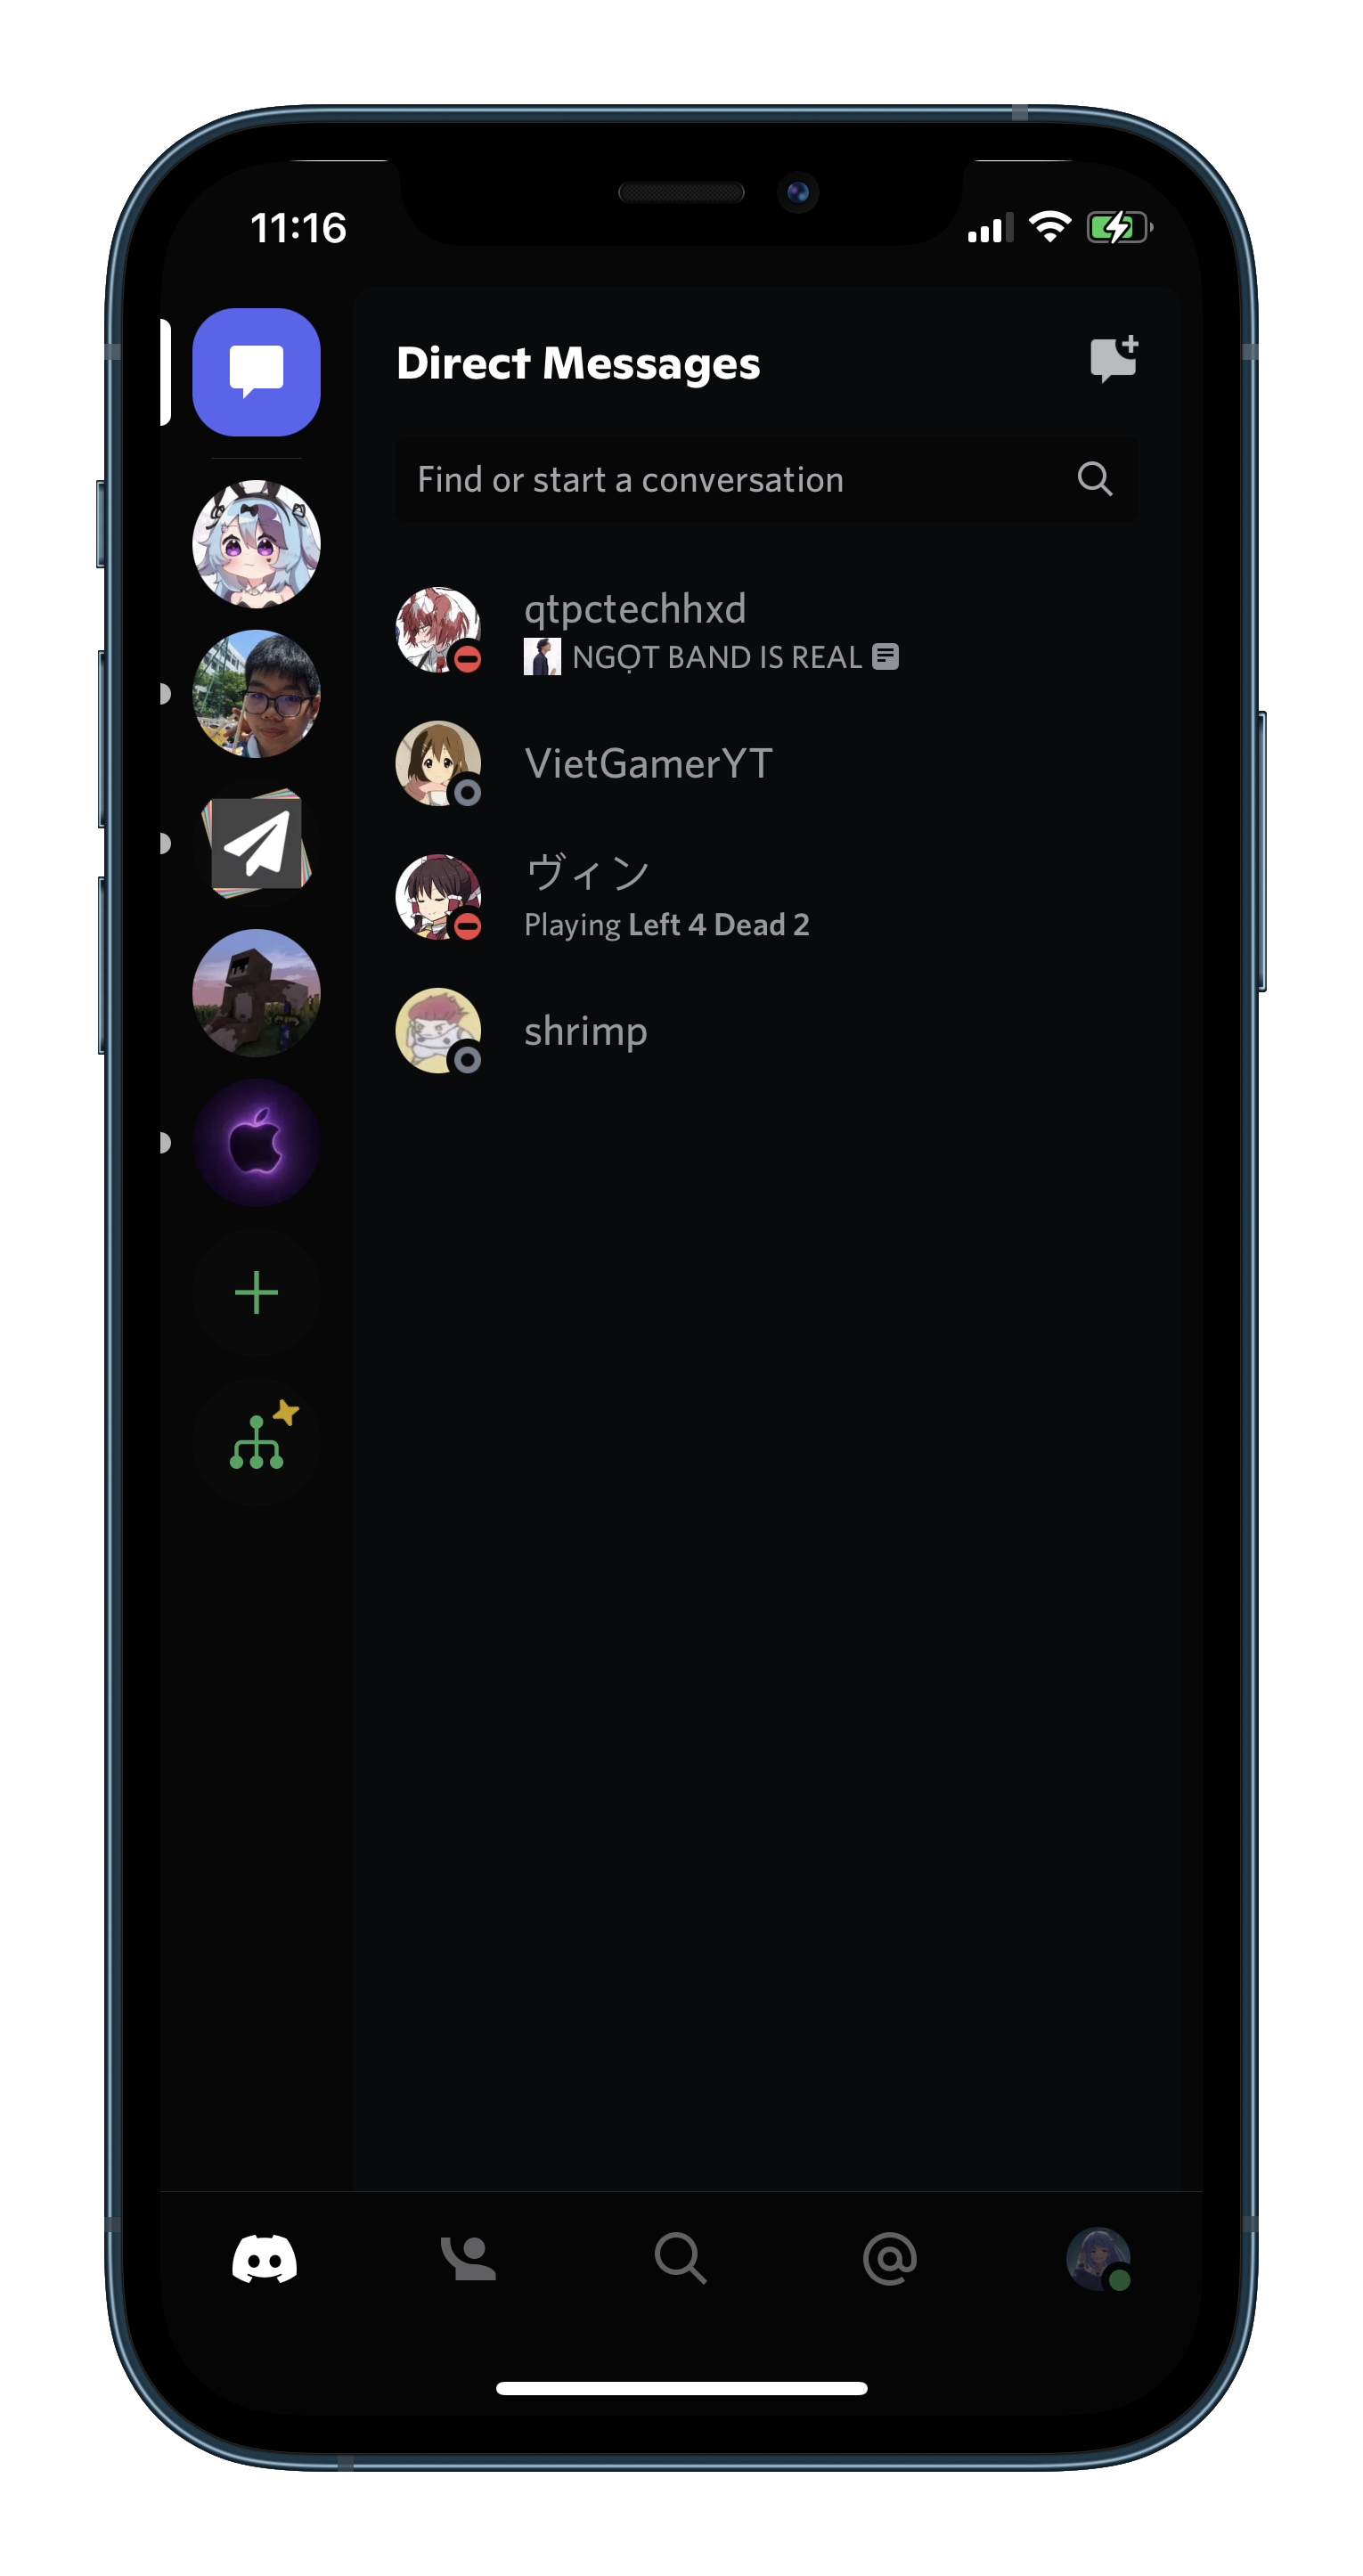 11:16
Direct Messages
Find or start a conversation
qtpctechhxd
NGỌT BAND IS REAL
VietGamerYT
ヴィン
Playing Left 4 Dead 2
shrimp